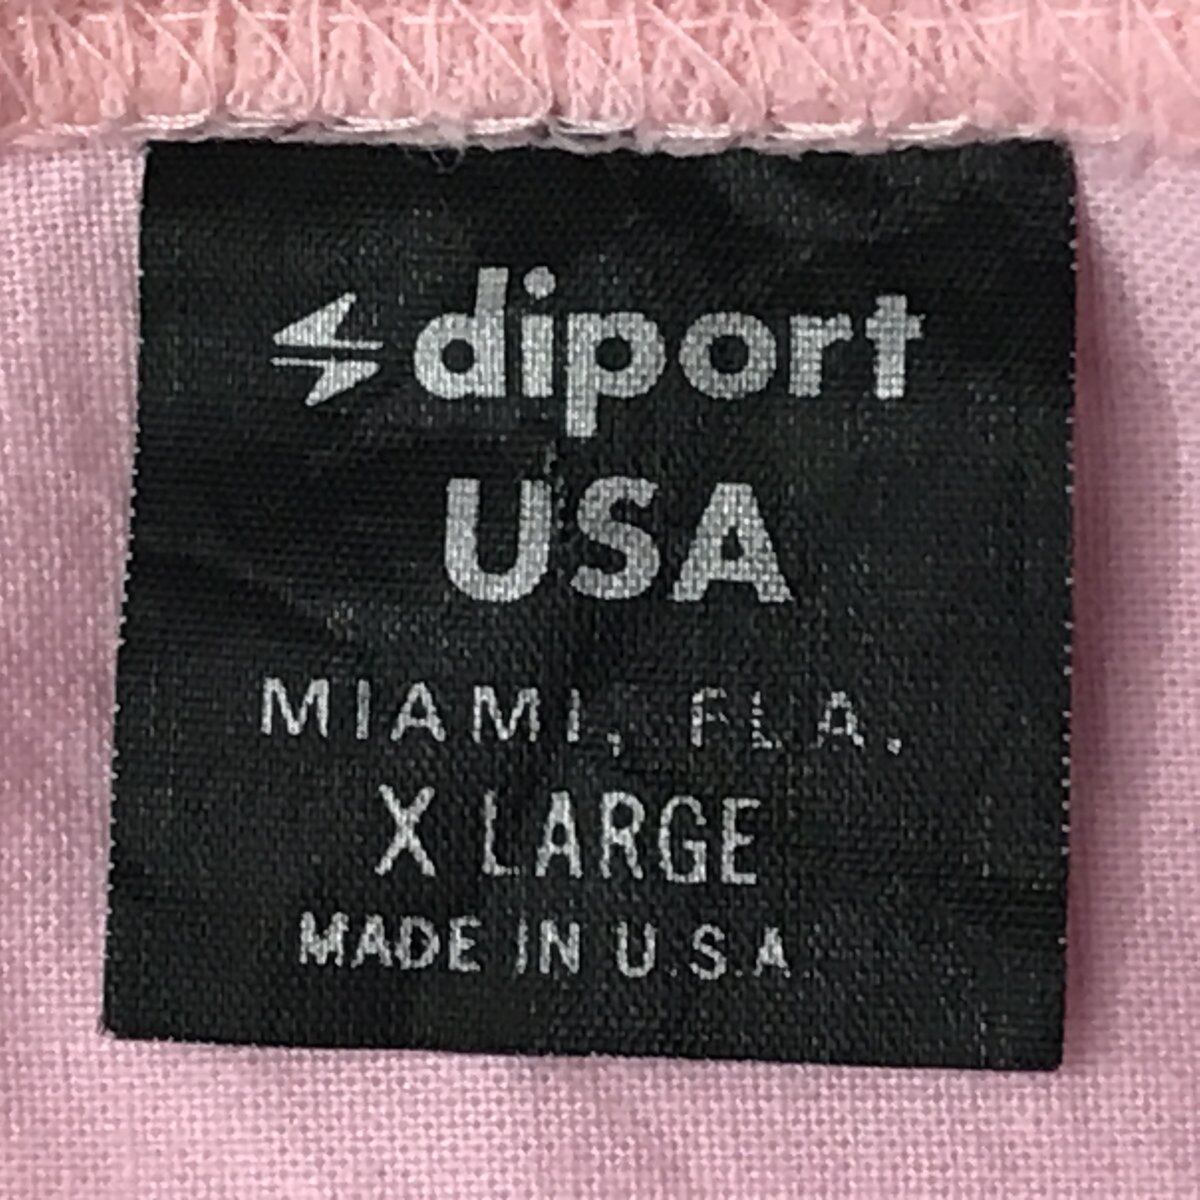 diport
USA
MIAMI, FLA.
X LARGE
MADE IN U.S.A.